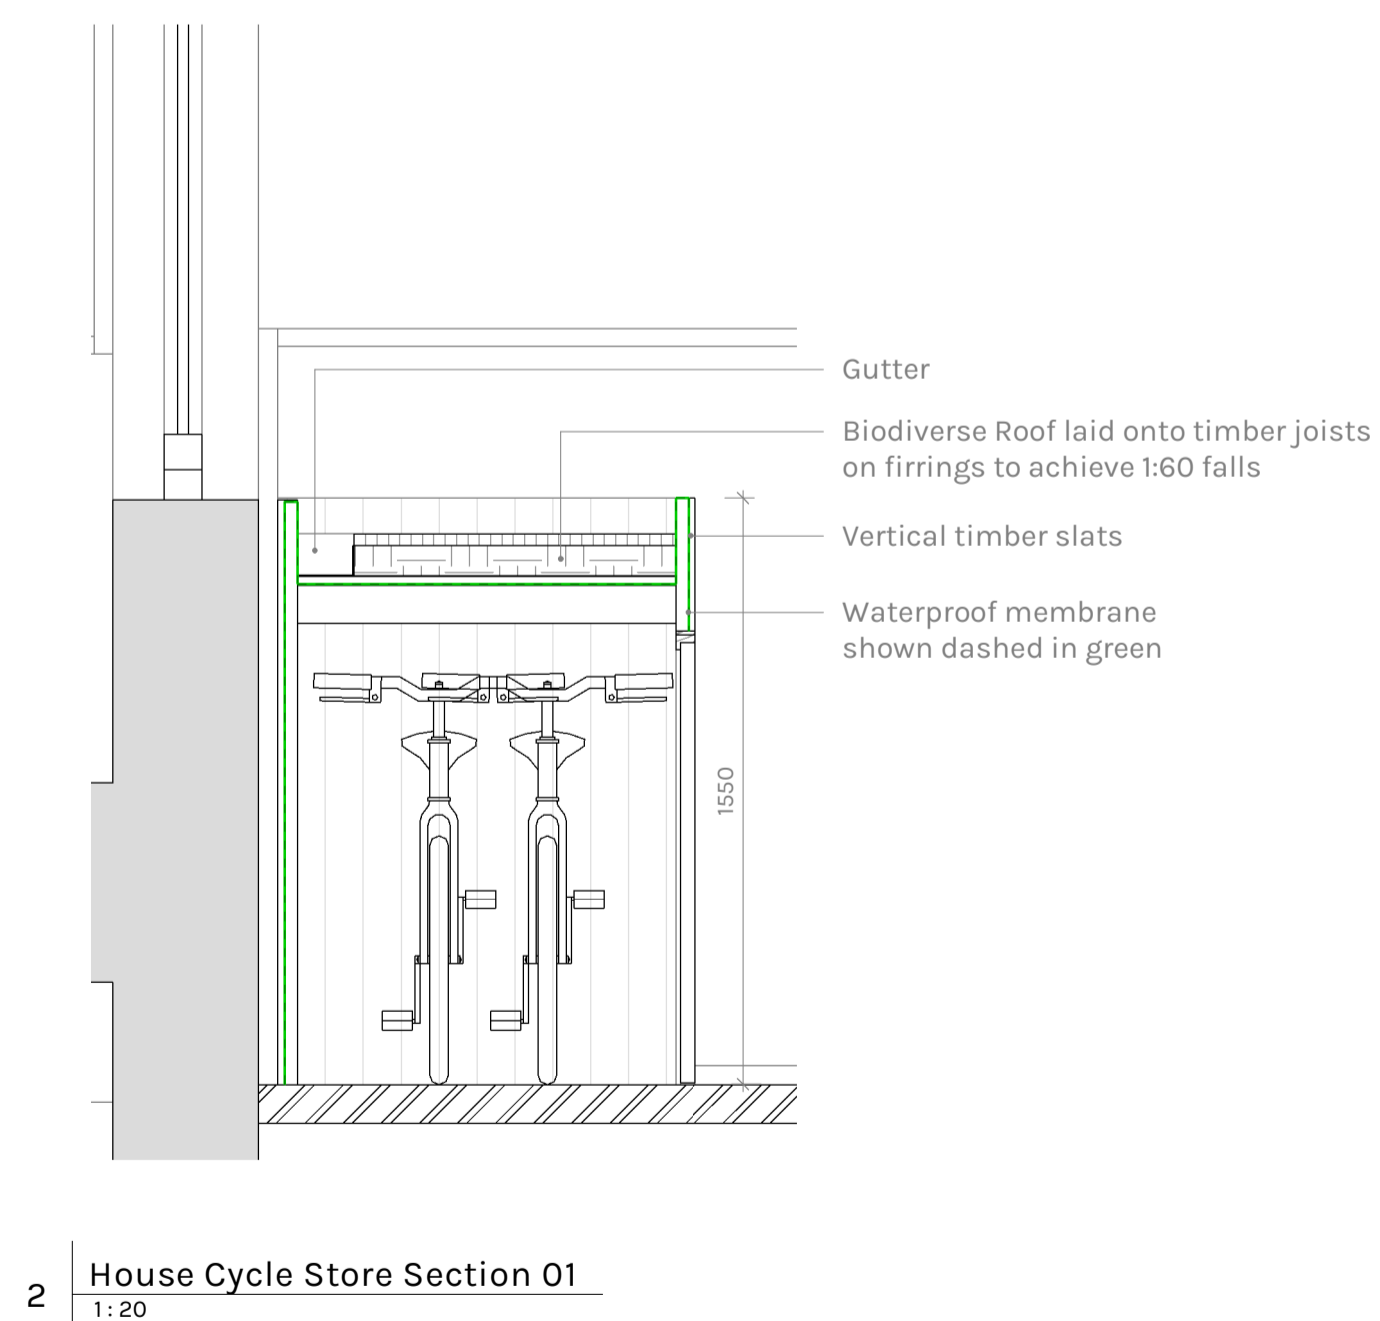 Gutter
Biodiverse Roof laid onto timber joists
on firrings to achieve 1:60 falls
Vertical timber slats
Waterproof membrane
shown dashed in green
1550
2
House Cycle Store Section 01
1 : 20